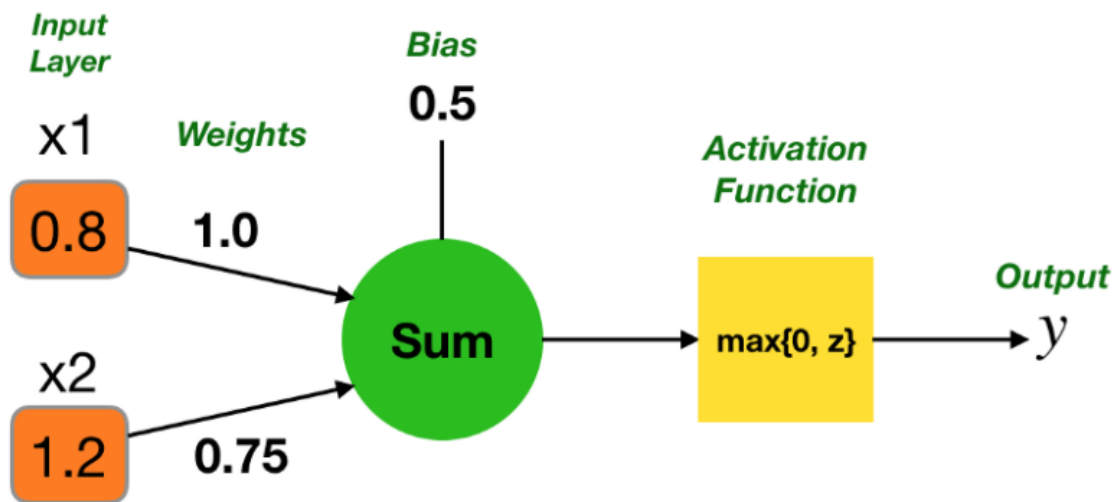 Input
Layer
x1
0.8
Weights
1.0
x2
1.2
0.75
Bias
0.5
Sum
Activation
Function
max{0, z}
Output
y